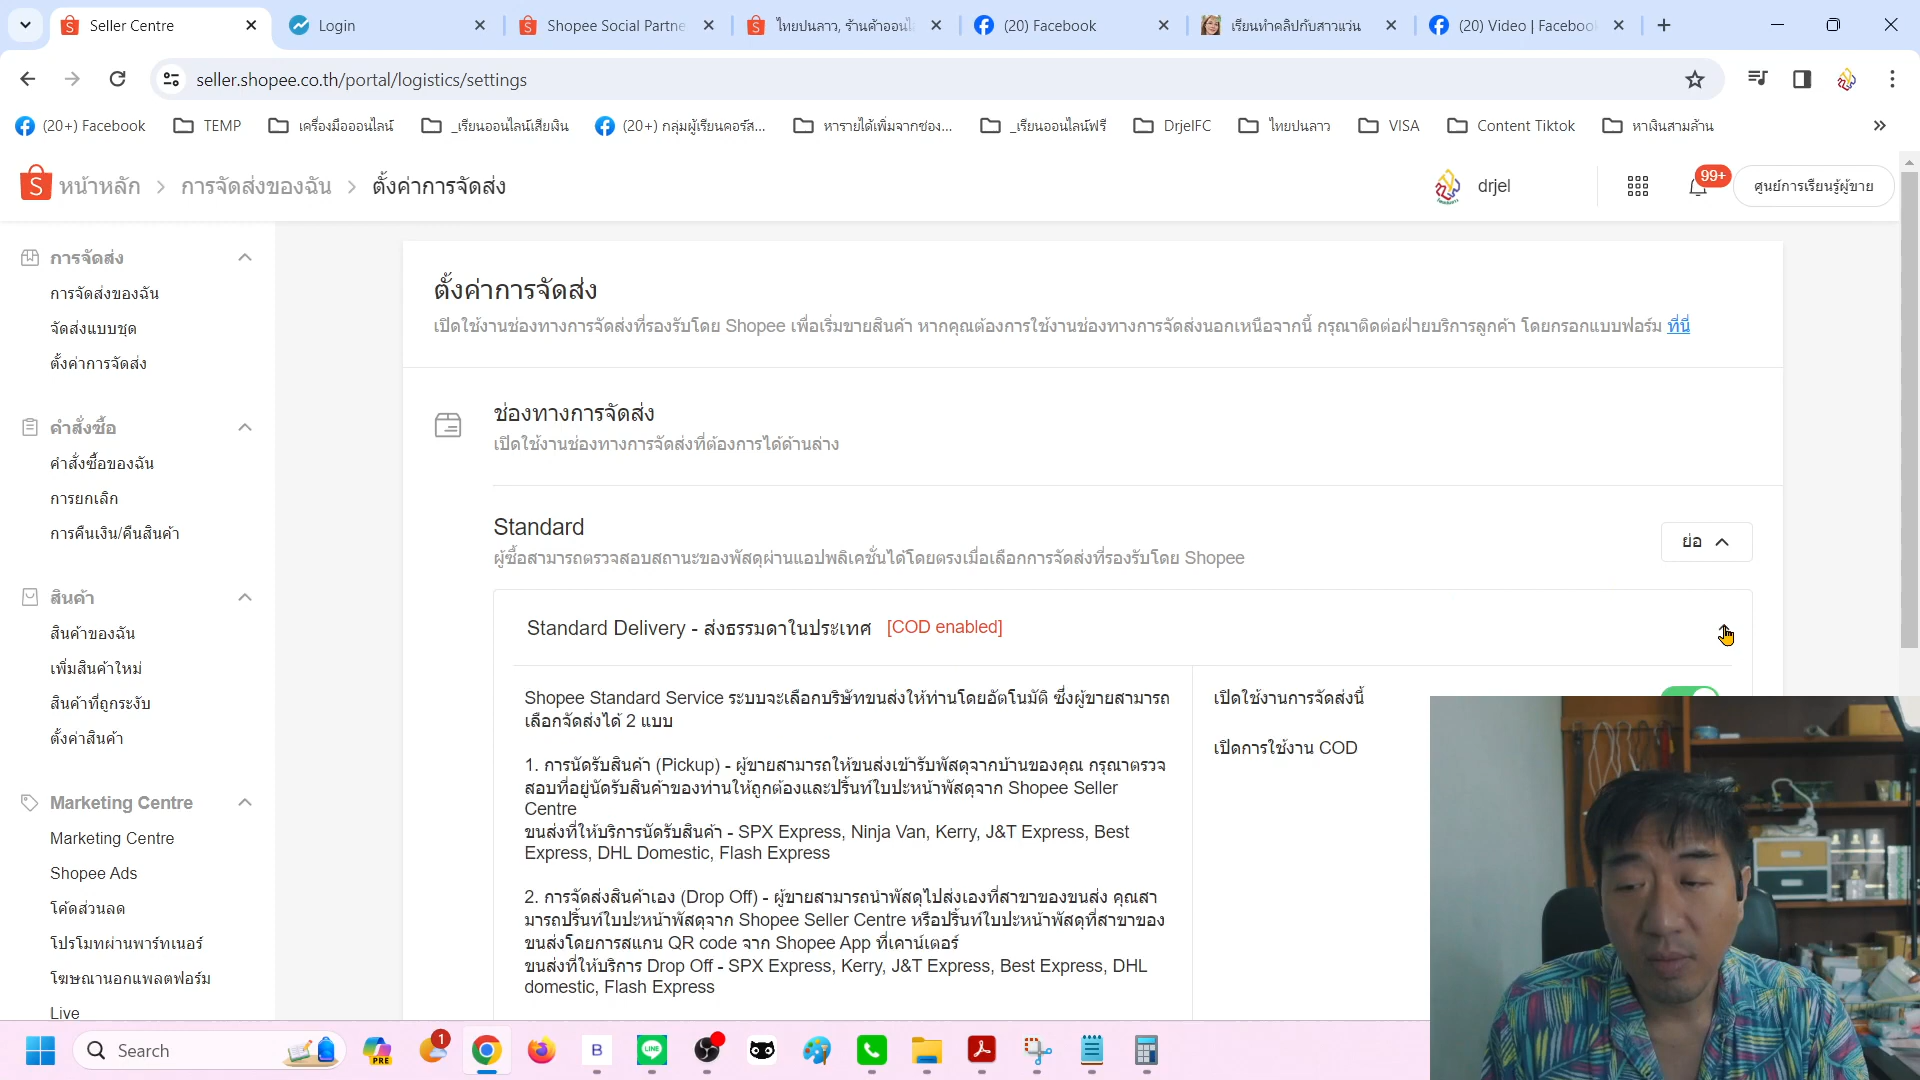 Seller Centre
Login
Shopee Social Partne
ไทยปนลาว, ร้านค้าออนไ
(20) Facebook
เรียนทำคลิปกับสาวแว่น
(20) Video | Faceboo
seller.shopee.co.th/portal/logistics/settings
(20+) Facebook
TEMP
เครื่องมือออนไลน์
_เรียนออนไลน์เสียเงิน
(20+) กลุ่มผู้เรียนคอร์ส...
หารายได้เพิ่มจากช่อง...
_เรียนออนไลน์ฟรี
DrjelFC
ไทยปนลาว
VISA
Content Tiktok
หาเงินสามล้าน
หน้าหลัก > การจัดส่งของฉัน > ตั้งค่าการจัดส่ง
drjel
99+
ศูนย์การเรียนรู้ผู้ขาย
การจัดส่ง
การจัดส่งของฉัน
จัดส่งแบบชุด
ตั้งค่าการจัดส่ง
คำสั่งซื้อ
คำสั่งซื้อของฉัน
การยกเลิก
การคืนเงิน/คืนสินค้า
สินค้า
สินค้าของฉัน
เพิ่มสินค้าใหม่
สินค้าที่ถูกระงับ
ตั้งค่าสินค้า
Marketing Centre
Marketing Centre
Shopee Ads
โค้ดส่วนลด
โปรโมทผ่านพาร์ทเนอร์
โฆษณานอกแพลตฟอร์ม
Live
ตั้งค่าการจัดส่ง
เปิดใช้งานช่องทางการจัดส่งที่รองรับโดย Shopee เพื่อเริ่มขายสินค้า หากคุณต้องการใช้งานช่องทางการจัดส่งนอกเหนือจากนี้ กรุณาติดต่อฝ่ายบริการลูกค้า โดยกรอกแบบฟอร์ม ที่นี่
ช่องทางการจัดส่ง
เปิดใช้งานช่องทางการจัดส่งที่ต้องการได้ด้านล่าง
Standard
ผู้ซื้อสามารถตรวจสอบสถานะของพัสดุผ่านแอปพลิเคชั่นได้โดยตรงเมื่อเลือกการจัดส่งที่รองรับโดย Shopee
ย่อ
Standard Delivery - ส่งธรรมดาในประเทศ [COD enabled]
Shopee Standard Service ระบบจะเลือกบริษัทขนส่งให้ท่านโดยอัตโนมัติ ซึ่งผู้ขายสามารถ
เลือกจัดส่งได้ 2 แบบ
1. การนัดรับสินค้า (Pickup) - ผู้ขายสามารถให้ขนส่งเข้ารับพัสดุจากบ้านของคุณ กรุณาตรวจ
สอบที่อยู่นัดรับสินค้าของท่านให้ถูกต้องและปริ้นท์ใบปะหน้าพัสดุจาก Shopee Seller
Centre
ขนส่งที่ให้บริการนัดรับสินค้า - SPX Express, Ninja Van, Kerry, J&T Express, Best
Express, DHL Domestic, Flash Express
2. การจัดส่งสินค้าเอง (Drop Off) - ผู้ขายสามารถนำพัสดุไปส่งเองที่สาขาของขนส่ง คุณสา
มารถปริ้นท์ใบปะหน้าพัสดุจาก Shopee Seller Centre หรือปริ้นท์ใบปะหน้าพัสดุที่สาขาของ
ขนส่งโดยการสแกน QR code จาก Shopee App ที่เคาน์เตอร์
ขนส่งที่ให้บริการ Drop Off - SPX Express, Kerry, J&T Express, Best Express, DHL
domestic, Flash Express
เปิดใช้งานการจัดส่งนี้
เปิดการใช้งาน COD
Search
PRE
1
B
LINE